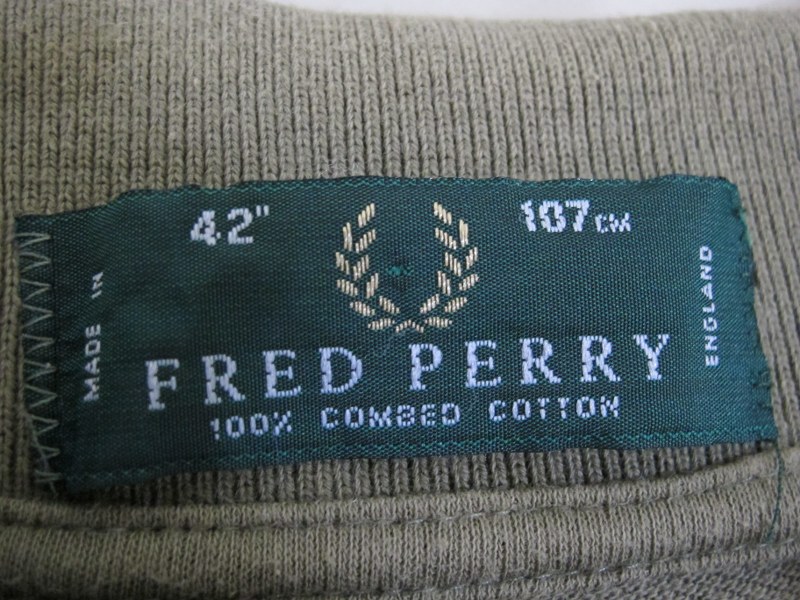 42" 107CM
MADE IN
ENGLAND
FRED PERRY
100% COMBED COTTON